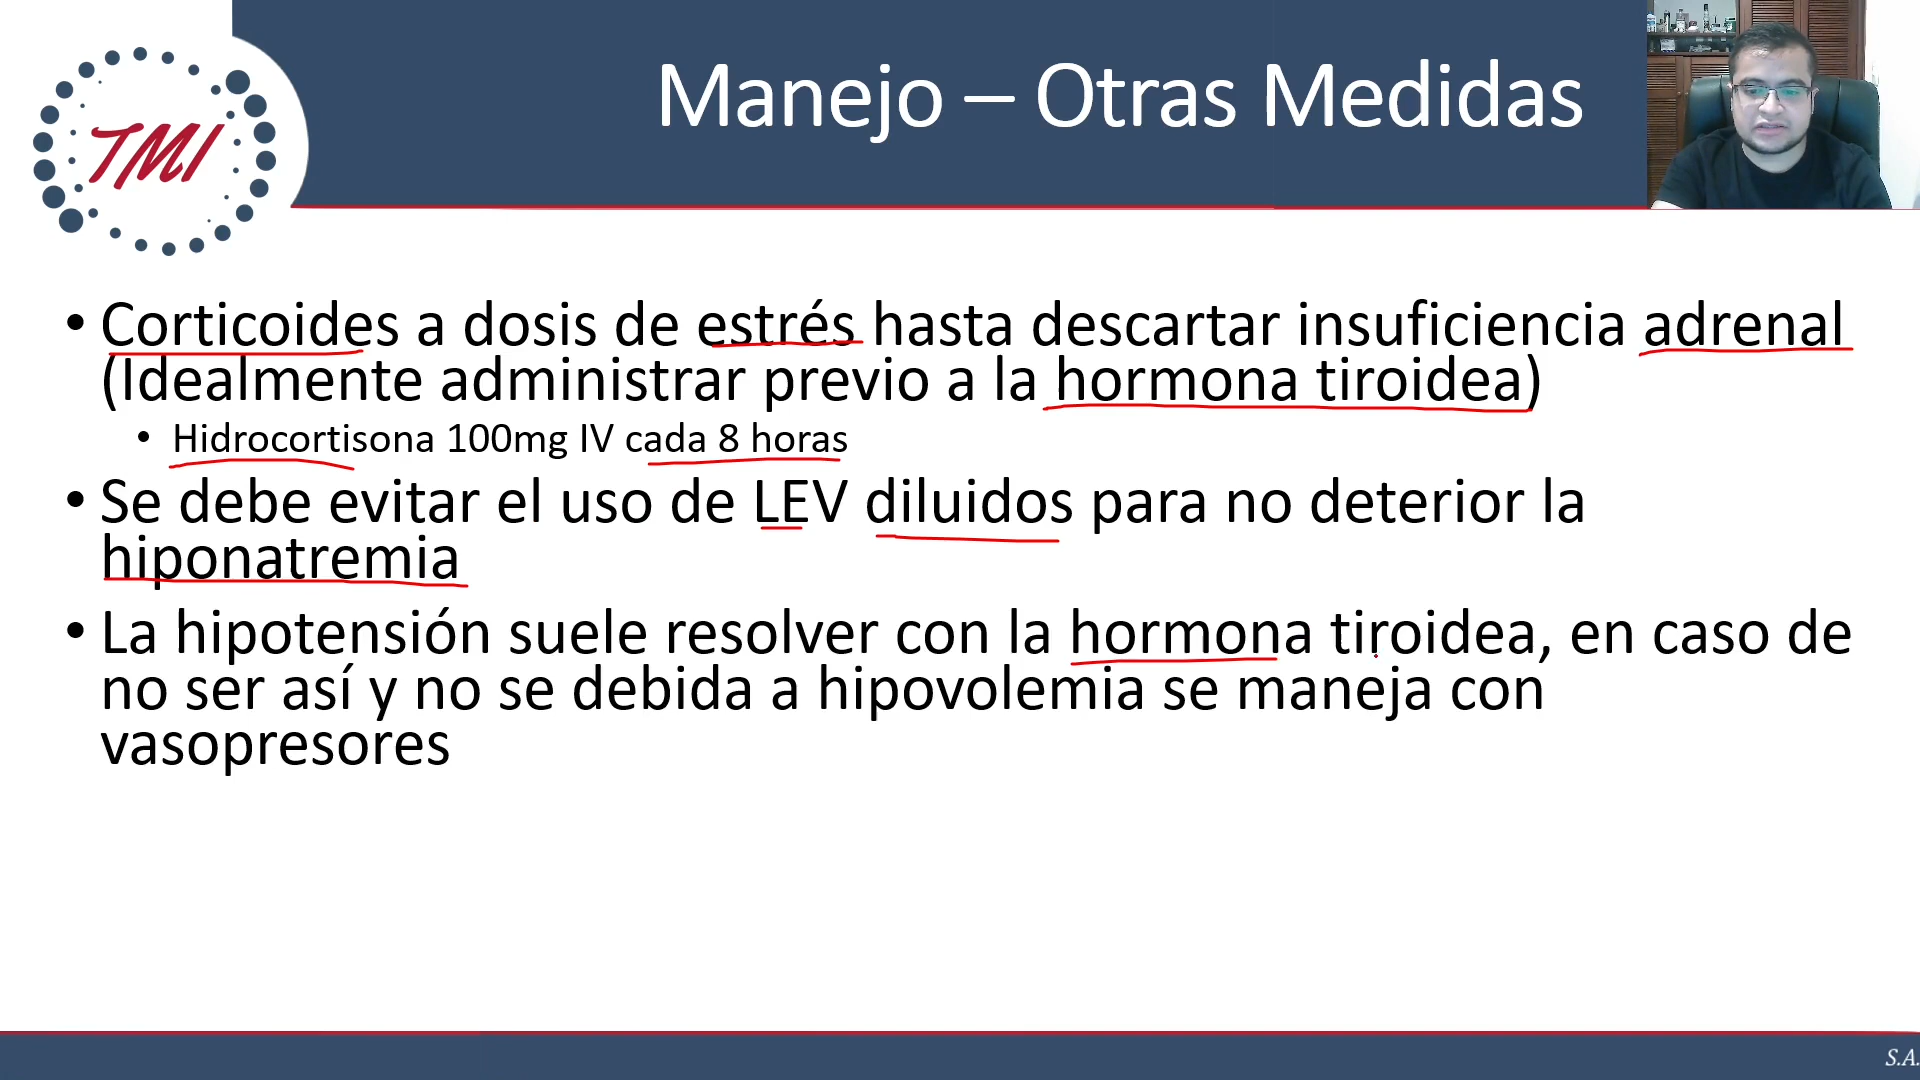 Manejo – Otras Medidas
TMI
• Corticoides a dosis de estrés hasta descartar insuficiencia adrenal
(Idealmente administrar previo a la hormona tiroidea)
• Hidrocortisona 100mg IV cada 8 horas
• Se debe evitar el uso de LEV diluidos para no deterior la
hiponatremia
• La hipotensión suele resolver con la hormona tiroidea, en caso de
no ser así y no se debida a hipovolemia se maneja con
vasopresores
S.A.